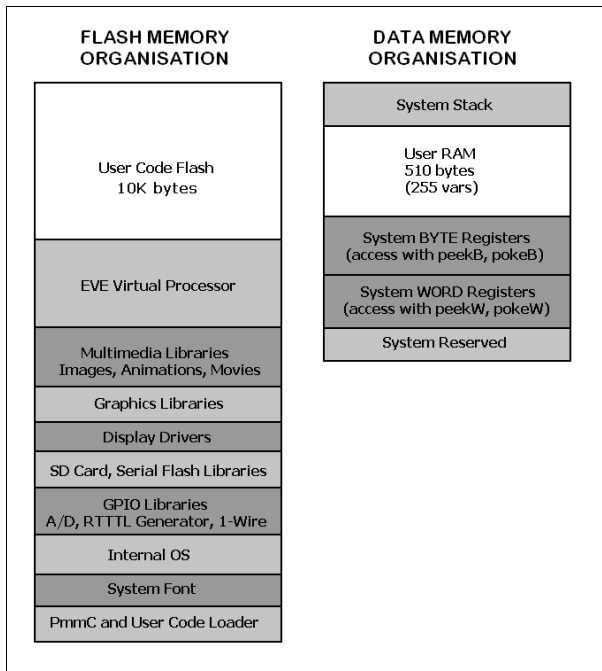 FLASH MEMORY
ORGANISATION
User Code Flash
10K bytes
EVE Virtual Processor
Multimedia Libraries
Images, Animations, Movies
Graphics Libraries
Display Drivers
SD Card, Serial Flash Libraries
GPIO Libraries
A/D, RTTTL Generator, 1-Wire
Internal OS
System Font
PmmC and User Code Loader
DATA MEMORY
ORGANISATION
System Stack
User RAM
510 bytes
(255 vars)
System BYTE Registers
(access with peekB, pokeB)
System WORD Registers
(access with peekW, pokeW)
System Reserved